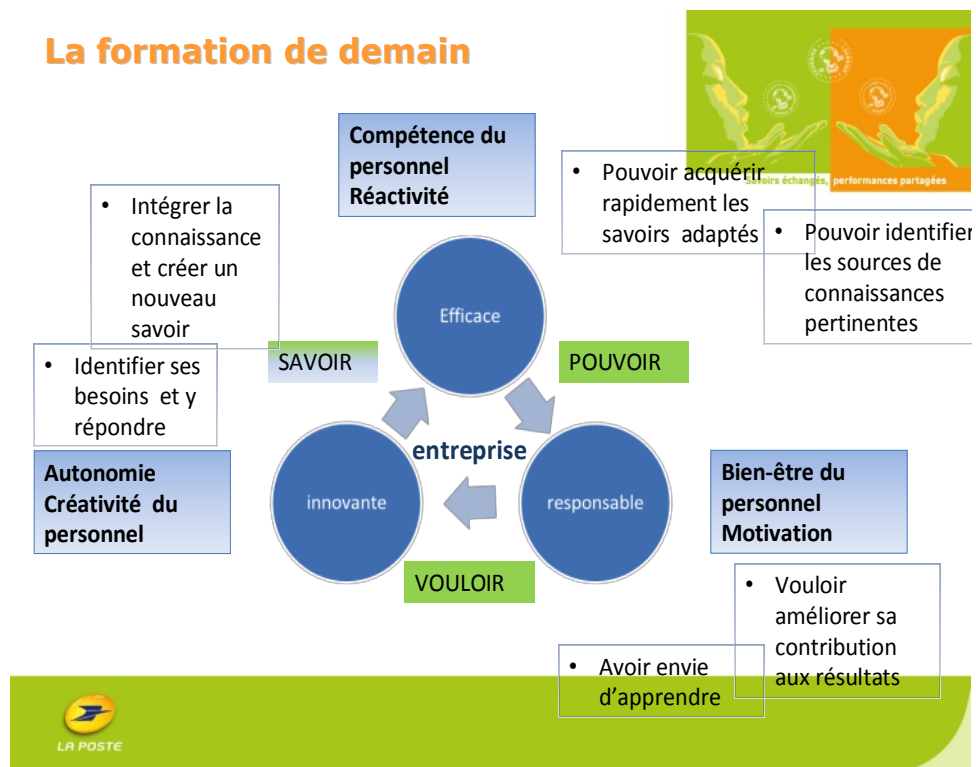 La formation de demain
Compétence du
personnel
Réactivité
• Pouvoir acquérir
rapidement les
savoirs adaptés
Savoirs échangés, performances partagées
• Pouvoir identifier
les sources de
connaissances
pertinentes
• Intégrer la
connaissance
et créer un
nouveau
savoir
• Identifier ses
besoins et y
répondre
SAVOIR
Efficace
POUVOIR
entreprise
Autonomie
Créativité du
personnel
innovante
responsable
Bien-être du
personnel
Motivation
VOULOIR
• Vouloir
améliorer sa
contribution
aux résultats
• Avoir envie
d'apprendre
LA POSTE